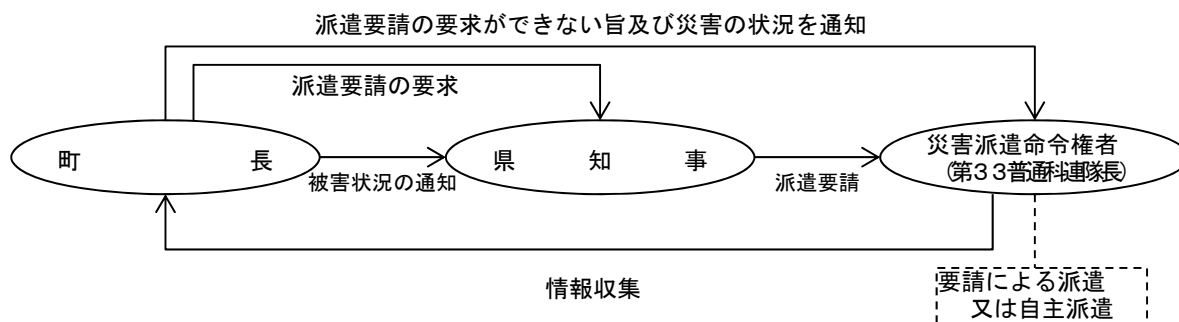 派遣要請の要求ができない旨及び災害の状況を通知
派遣要請の要求
町長
被害状況の通知
県知事
派遣要請
災害派遣命令権者
(第33普通科連隊長)
情報収集
要請による派遣
又は自主派遣